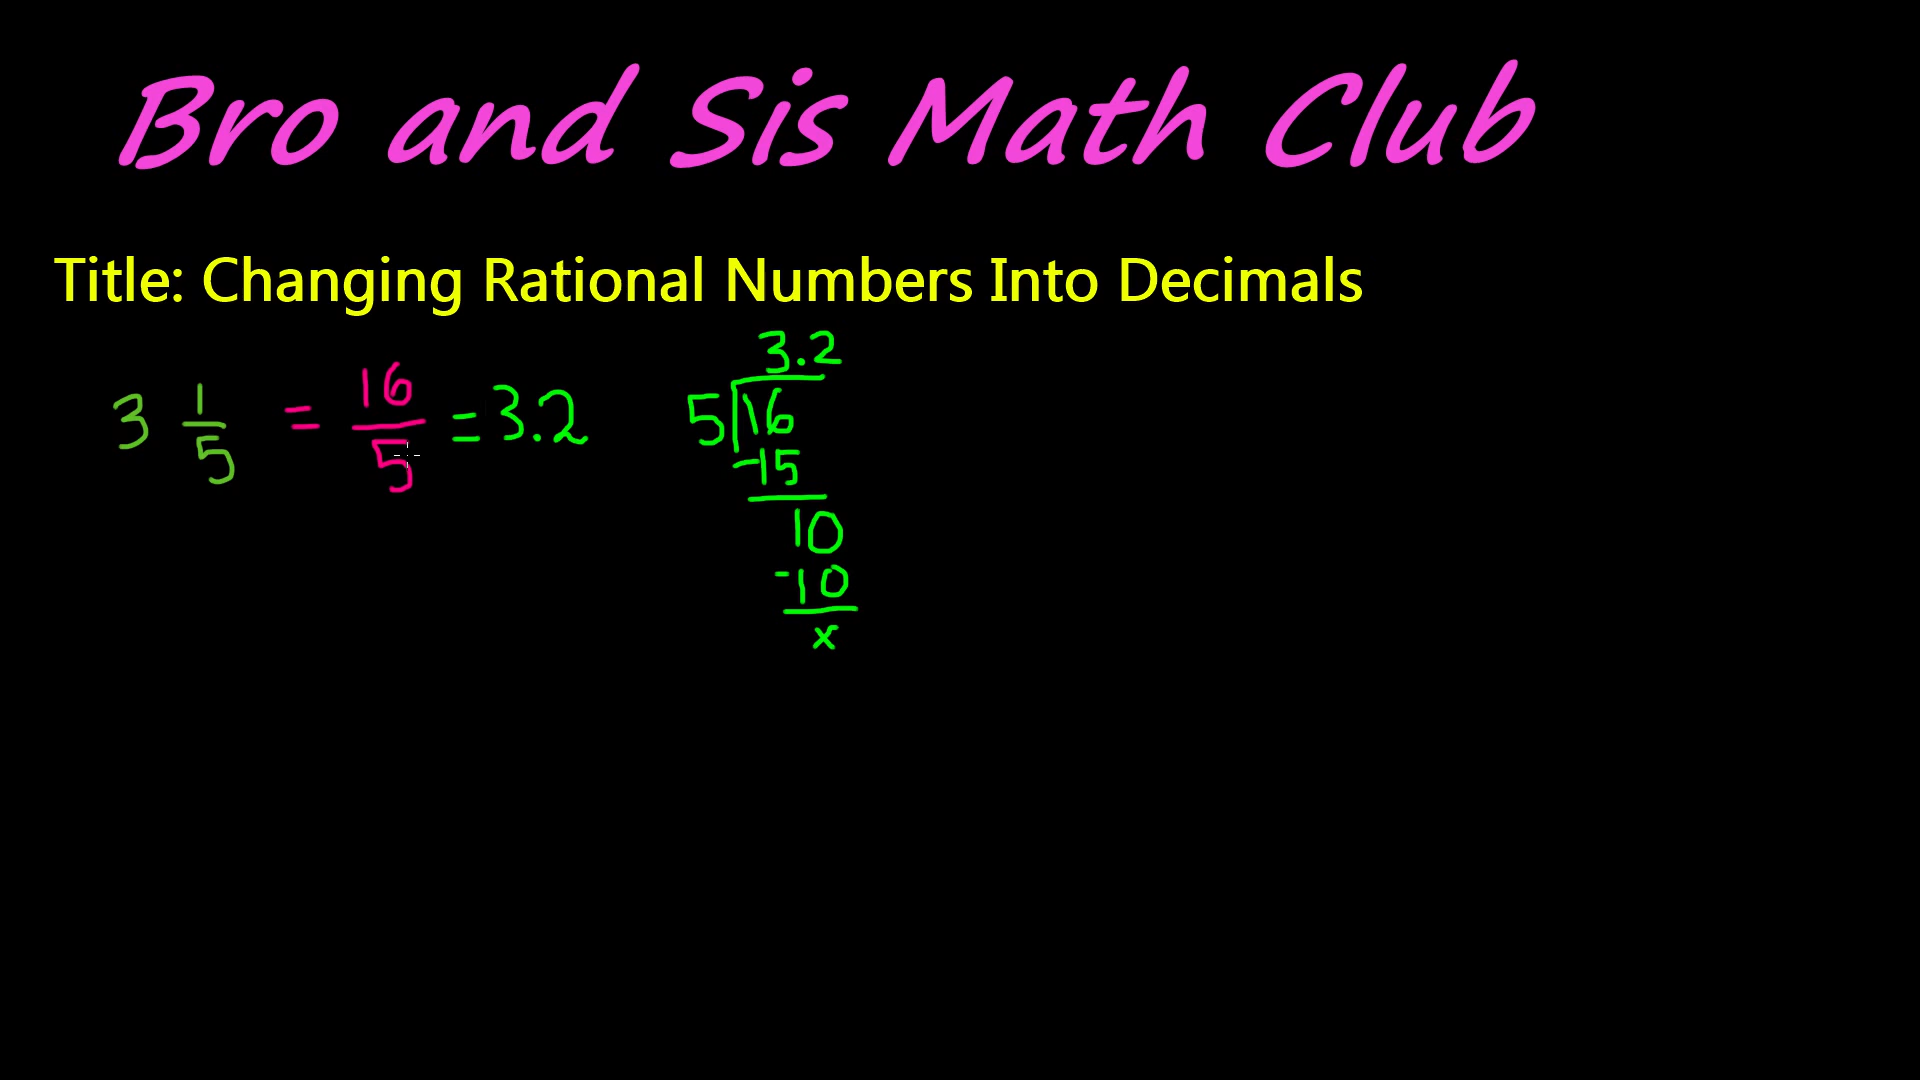 Bro and Sis Math Club
Title: Changing Rational Numbers Into Decimals
3 1/5 = 16/5 = 3.2
3.2
5 16
-15
10
-10
x